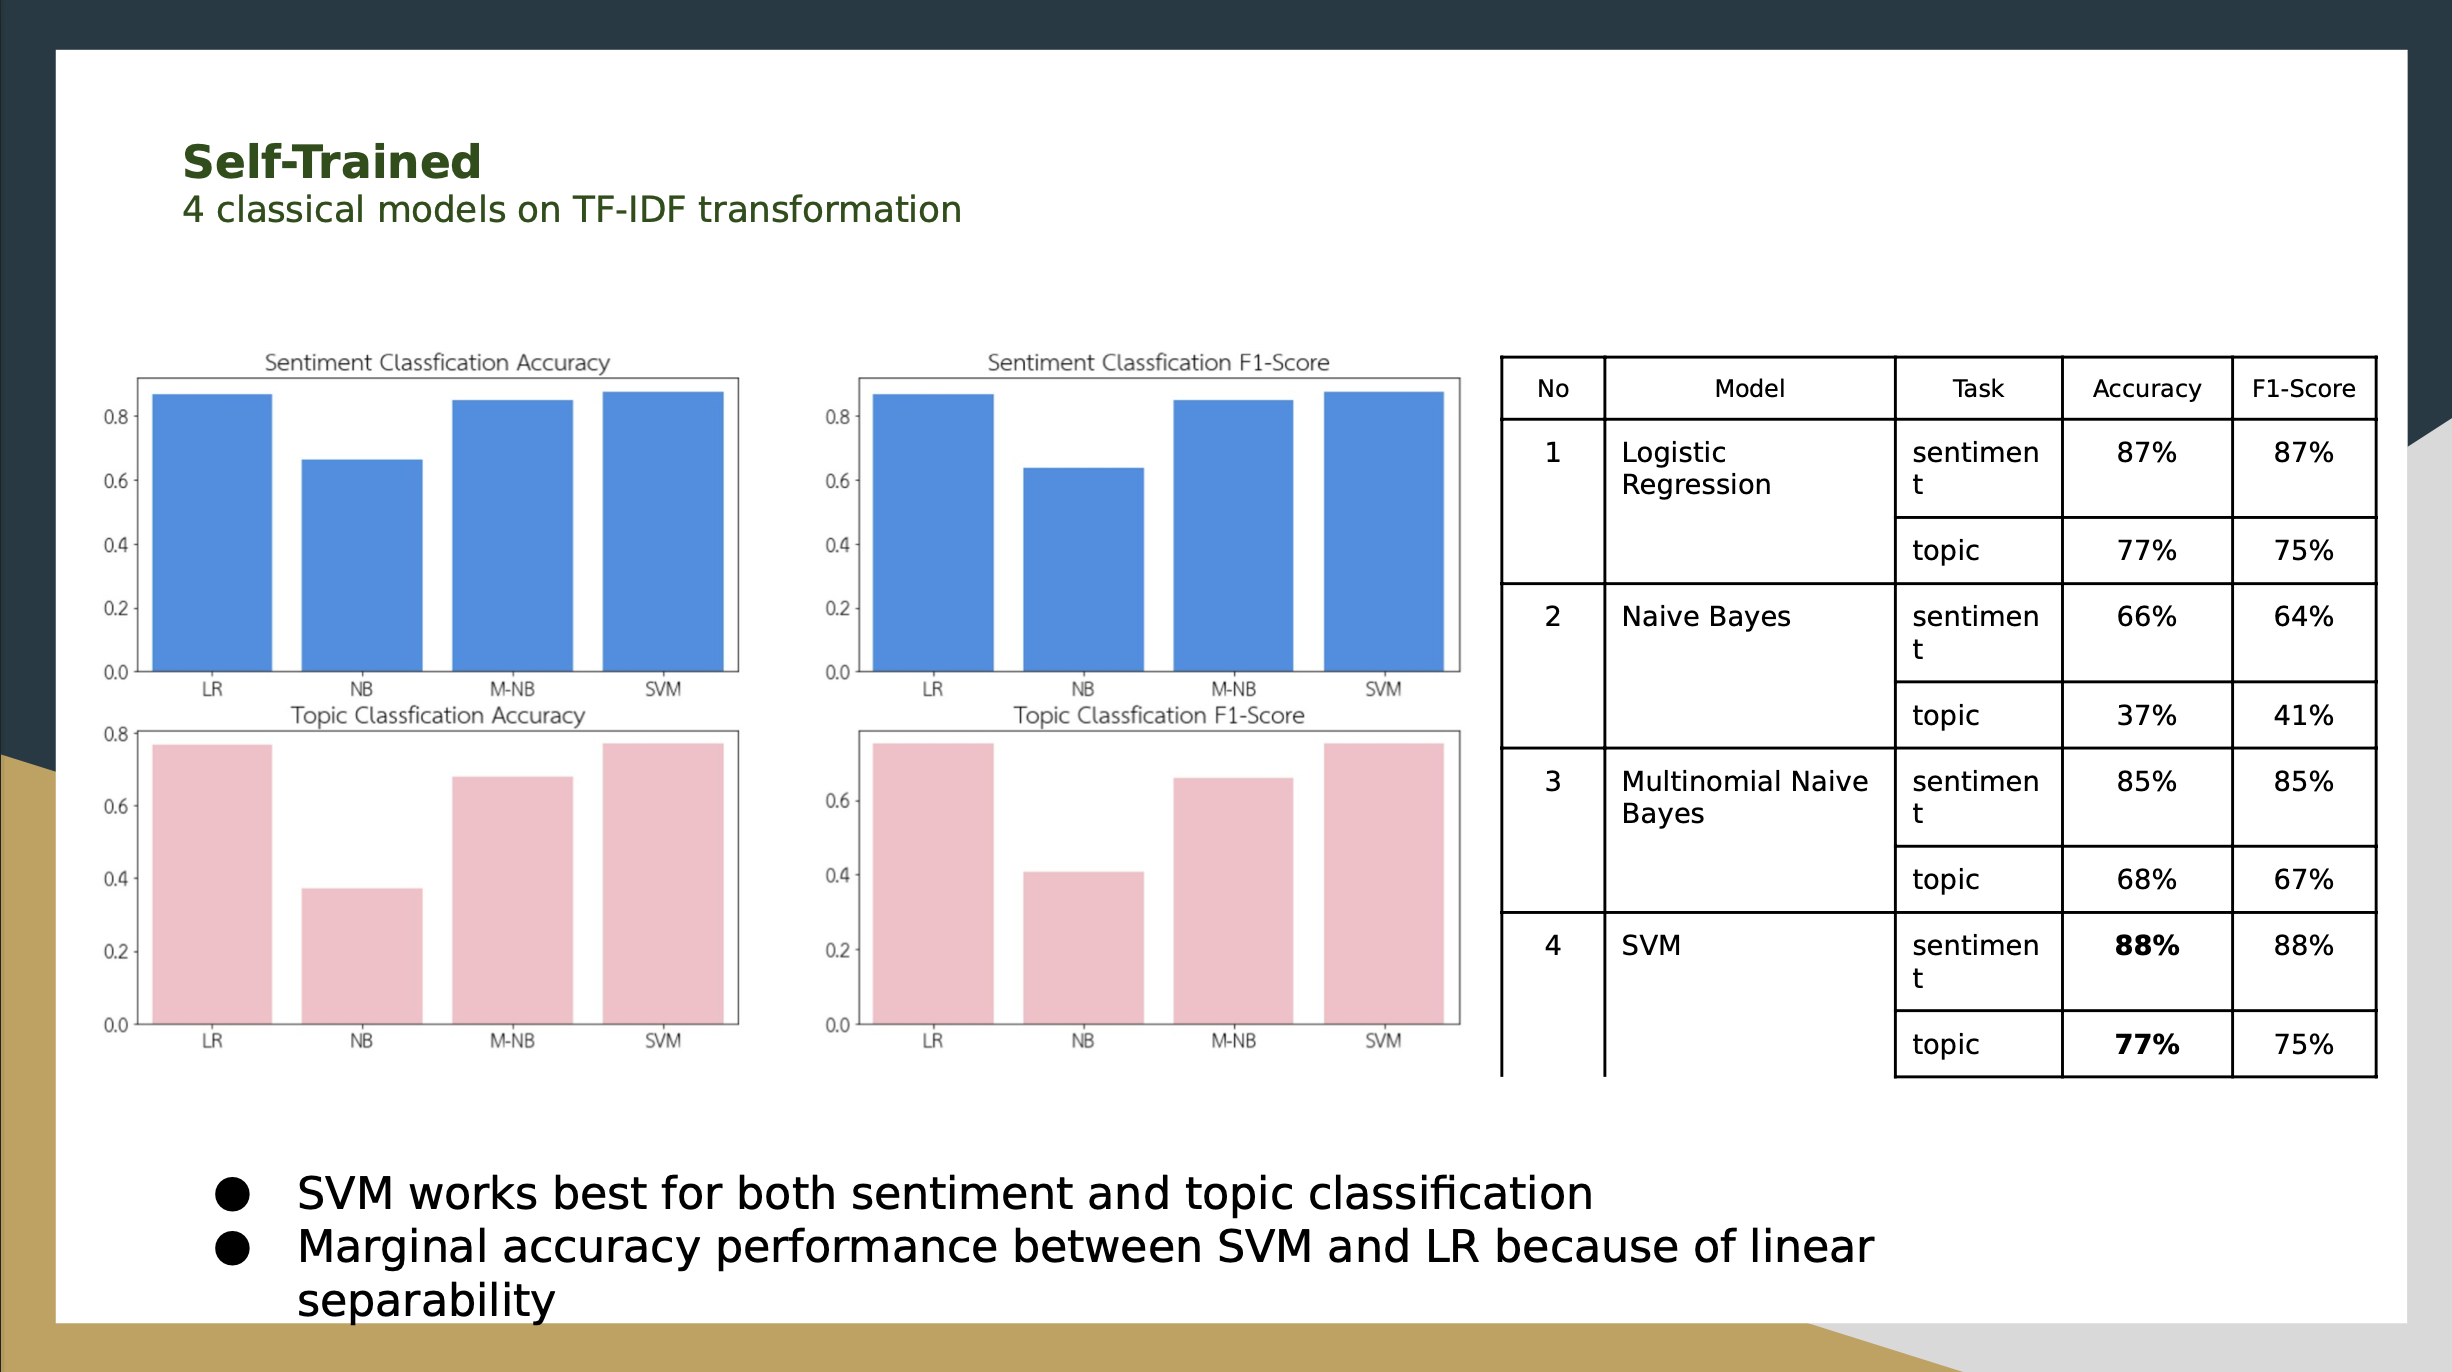 Self-Trained
4 classical models on TF-IDF transformation
Sentiment Classfication Accuracy
0.8
0.6
0.4
0.2
0.0
LR NB M-NB SVM
Sentiment Classfication F1-Score
0.8
0.6
0.4
0.2
0.0
LR NB M-NB SVM
Topic Classfication Accuracy
0.8
0.6
0.4
0.2
0.0
LR NB M-NB SVM
Topic Classfication F1-Score
0.6
0.4
0.2
0.0
LR NB M-NB SVM
No Model Task Accuracy F1-Score
1 Logistic sentimen 87% 87%
Regression t
topic 77% 75%
2 Naive Bayes sentimen 66% 64%
t
topic 37% 41%
3 Multinomial Naive sentimen 85% 85%
Bayes t
topic 68% 67%
4 SVM sentimen 88% 88%
t
topic 77% 75%
● SVM works best for both sentiment and topic classification
● Marginal accuracy performance between SVM and LR because of linear
separability